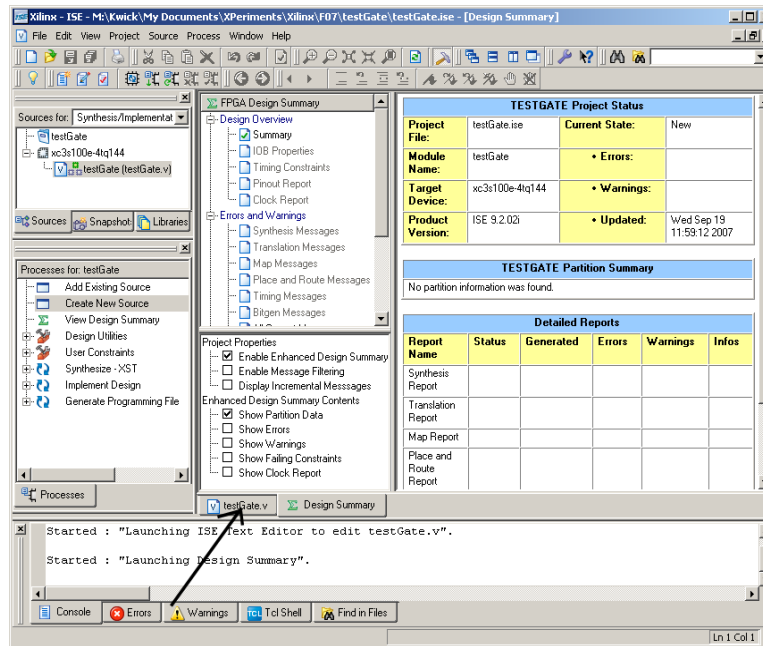 Xilinx - ISE - M:\Kwick\My Documents\XPeriments\Xilinx\F07\testGate\testGate.ise - [Design Summary]
File Edit View Project Source Process Window Help
Sources for: Synthesis/Implementat
testGate
xc3s100e-4tq144
testGate (testGate.v)
Sources Snapshot Libraries
Processes for: testGate
Add Existing Source
Create New Source
View Design Summary
Design Utilities
User Constraints
Synthesize - XST
Implement Design
Generate Programming File
Processes
FPGA Design Summary
Design Overview
Summary
IOB Properties
Timing Constraints
Pinout Report
Clock Report
Errors and Warnings
Synthesis Messages
Translation Messages
Map Messages
Place and Route Messages
Timing Messages
Bitgen Messages
Project Properties
Enable Enhanced Design Summary
Enable Message Filtering
Display Incremental Messsages
Enhanced Design Summary Contents
Show Partition Data
Show Errors
Show Warnings
Show Failing Constraints
Show Clock Report
TESTGATE Project Status
Project File: testGate.ise Current State: New
Module Name: testGate • Errors:
Target Device: xc3s100e-4tq144 • Warnings:
Product Version: ISE 9.2.02i • Updated: Wed Sep 19 11:59:12 2007
TESTGATE Partition Summary
No partition information was found.
Detailed Reports
Report Name Status Generated Errors Warnings Infos
Synthesis Report
Translation Report
Map Report
Place and Route Report
testGate.v Design Summary
Started : "Launching ISE Text Editor to edit testGate.v".
Started : "Launching Design Summary".
Console Errors Warnings TCL Tcl Shell Find in Files
Ln 1 Col 1